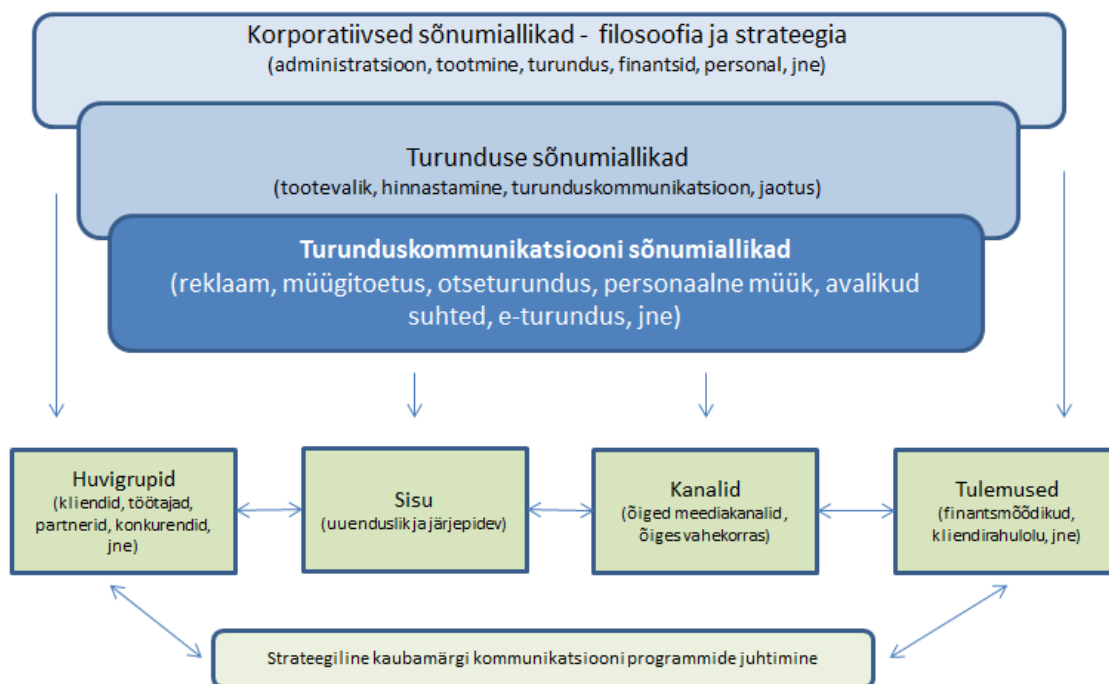 Korporatiivsed sõnumiallikad - filosoofia ja strateegia
(administratsioon, tootmine, turundus, finantsid, personal, jne)
Turunduse sõnumiallikad
(tootevalik, hinnastamine, turunduskommunikatsioon, jaotus)
Turunduskommunikatsiooni sõnumiallikad
(reklaam, müügitoetus, otseturundus, personaalne müük, avalikud
suhted, e-turundus, jne)
Huvigrupid
(kliendid, töötajad,
partnerid, konkurendid,
jne)
Sisu
(uuenduslik ja järjepidev)
Kanalid
(õiged meediakanalid,
õiges vahekorras)
Tulemused
(finantsmõõdikud,
kliendirahulolu, jne)
Strateegiline kaubamärgi kommunikatsiooni programmide juhtimine